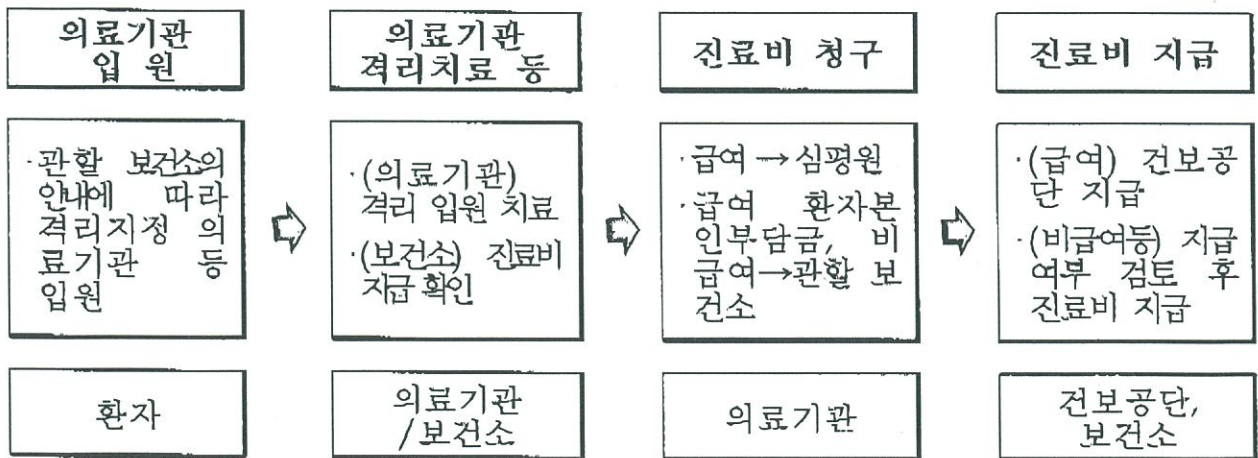 의료기관
입 원
의료기관
격리치료 등
진료비 청구
진료비 지급
·관할 보건소의
안내에 따라
격리지정 의
료기관 등
입원
·(의료기관)
격리 입원 치료
·(보건소) 진료비
지급 확인
·급여→심평원
·급여 환자본
인부담금, 비
급여→관할 보
건소
·(급여) 건보공
단 지급
·(비급여등) 지급
여부 검토 후
진료비 지급
환자
의료기관
/보건소
의료기관
건보공단,
보건소